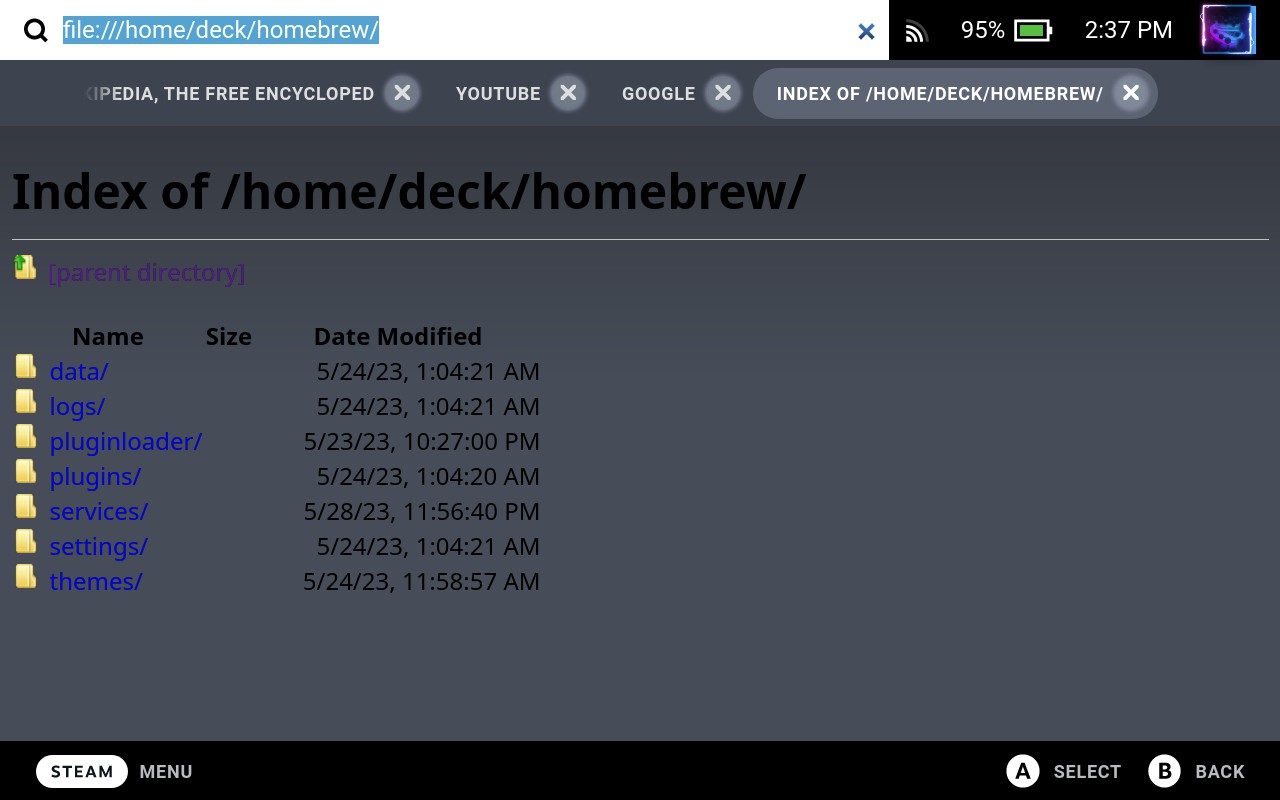 file:///home/deck/homebrew/
95%
2:37 PM
KIPEDIA, THE FREE ENCYCLOPED
YOUTUBE
GOOGLE
INDEX OF /HOME/DECK/HOMEBREW/
Index of /home/deck/homebrew/
[parent directory]
Name Size Date Modified
data/ 5/24/23, 1:04:21 AM
logs/ 5/24/23, 1:04:21 AM
pluginloader/ 5/23/23, 10:27:00 PM
plugins/ 5/24/23, 1:04:20 AM
services/ 5/28/23, 11:56:40 PM
settings/ 5/24/23, 1:04:21 AM
themes/ 5/24/23, 11:58:57 AM
STEAM MENU
A SELECT
B BACK